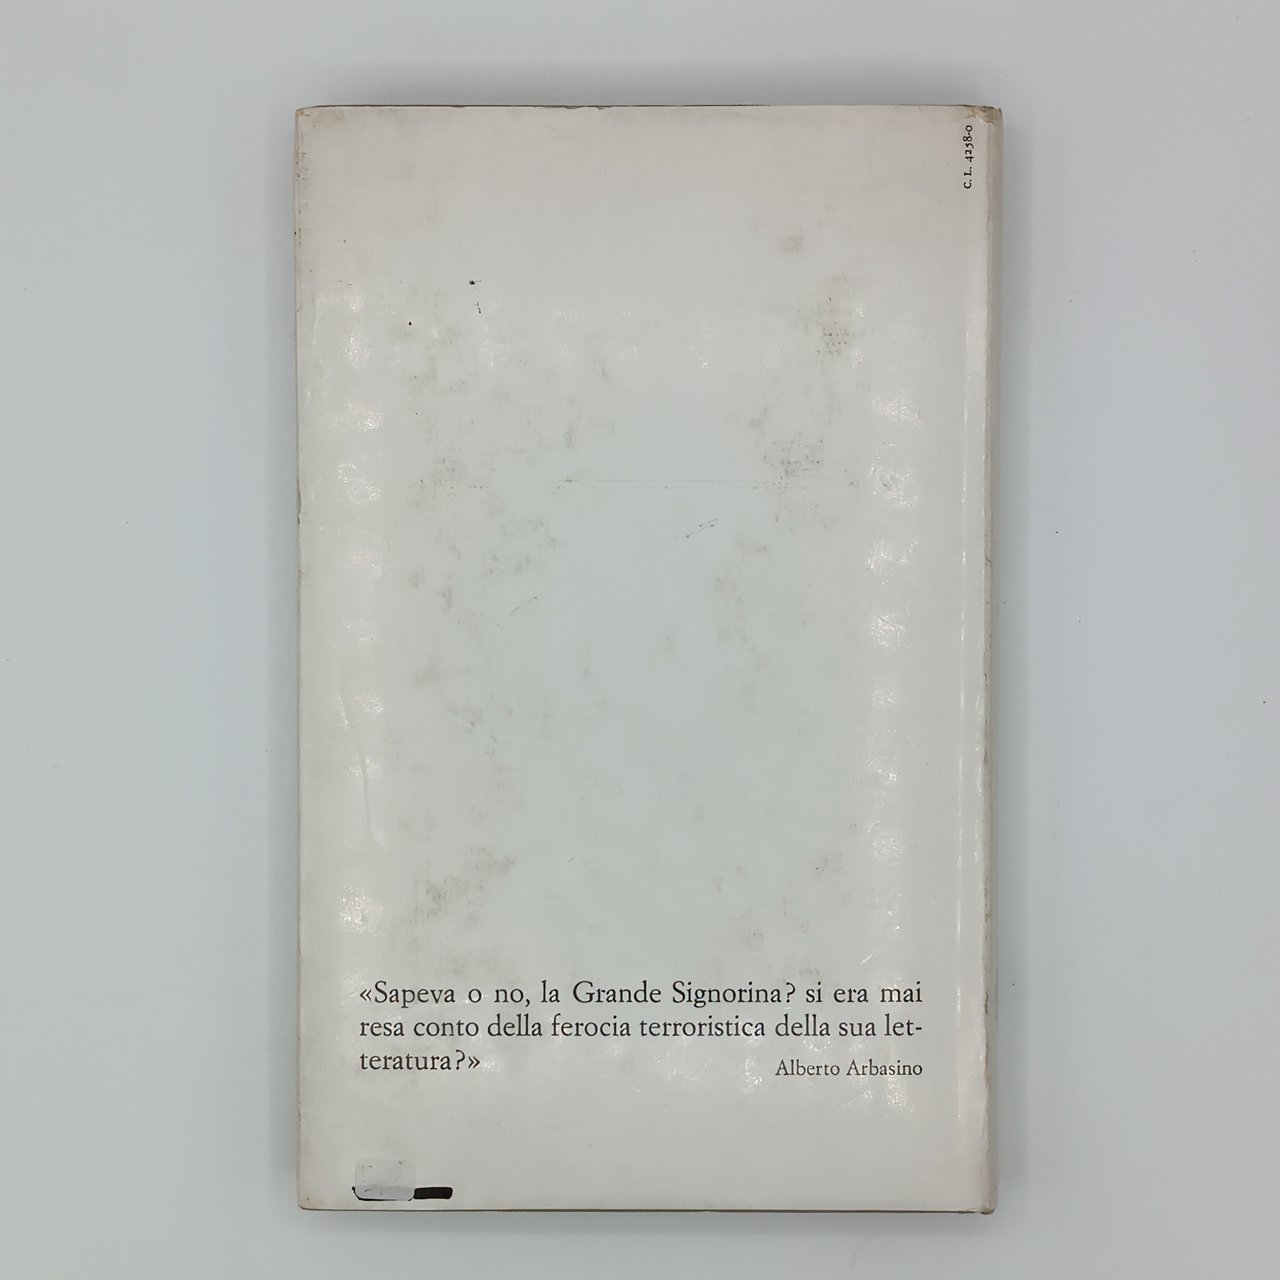 C. L. 4258-0
«Sapeva o no, la Grande Signorina? si era mai
resa conto della ferocia terroristica della sua let-
teratura?»
Alberto Arbasino